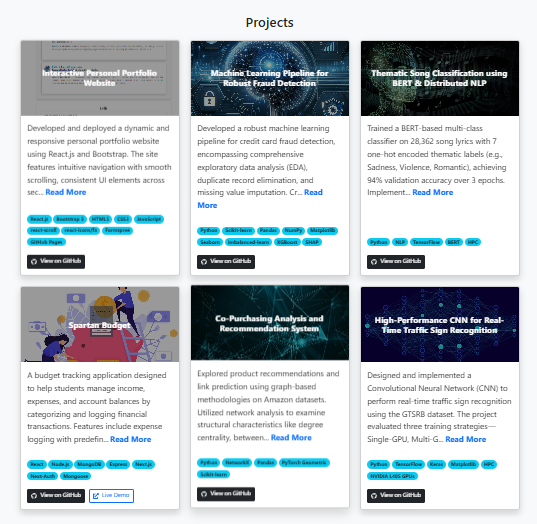 Projects
Interactive Personal Portfolio
Website
Developed and deployed a dynamic and
responsive personal portfolio website
using React.js and Bootstrap. The site
features intuitive navigation with smooth
scrolling, consistent UI elements across
sec... Read More
React.js Bootstrap 5 HTML5 CSS3 JavaScript
react-scroll react-icons/fa Formspree
GitHub Pages
View on GitHub
Machine Learning Pipeline for
Robust Fraud Detection
Developed a robust machine learning
pipeline for credit card fraud detection,
encompassing comprehensive
exploratory data analysis (EDA),
duplicate record elimination, and
missing value imputation. Cr... Read
More
Python Scikit-learn Pandas NumPy Matplotlib
Seaborn Imbalanced-learn XGBoost SHAP
View on GitHub
Thematic Song Classification using
BERT & Distributed NLP
Trained a BERT-based multi-class
classifier on 28,362 song lyrics with 7
one-hot encoded thematic labels (e.g.,
Sadness, Violence, Romantic), achieving
94% validation accuracy over 3 epochs.
Implement... Read More
Python NLP TensorFlow BERT HPC
View on GitHub
Spartan Budget
A budget tracking application designed
to help students manage income,
expenses, and account balances by
categorizing and logging financial
transactions. Features include expense
logging with predefin... Read More
React Node.js MongoDB Express Next.js
Next-Auth Mongoose
View on GitHub Live Demo
Co-Purchasing Analysis and
Recommendation System
Explored product recommendations and
link prediction using graph-based
methodologies on Amazon datasets.
Utilized network analysis to examine
structural characteristics like degree
centrality, between... Read More
Python NetworkX Pandas PyTorch Geometric
Scikit-learn
View on GitHub
High-Performance CNN for Real-
Time Traffic Sign Recognition
Designed and implemented a
Convolutional Neural Network (CNN) to
perform real-time traffic sign recognition
using the GTSRB dataset. The project
evaluated three training strategies—
Single-GPU, Multi-G... Read More
Python TensorFlow Keras Matplotlib HPC
NVIDIA L40S GPUs
View on GitHub